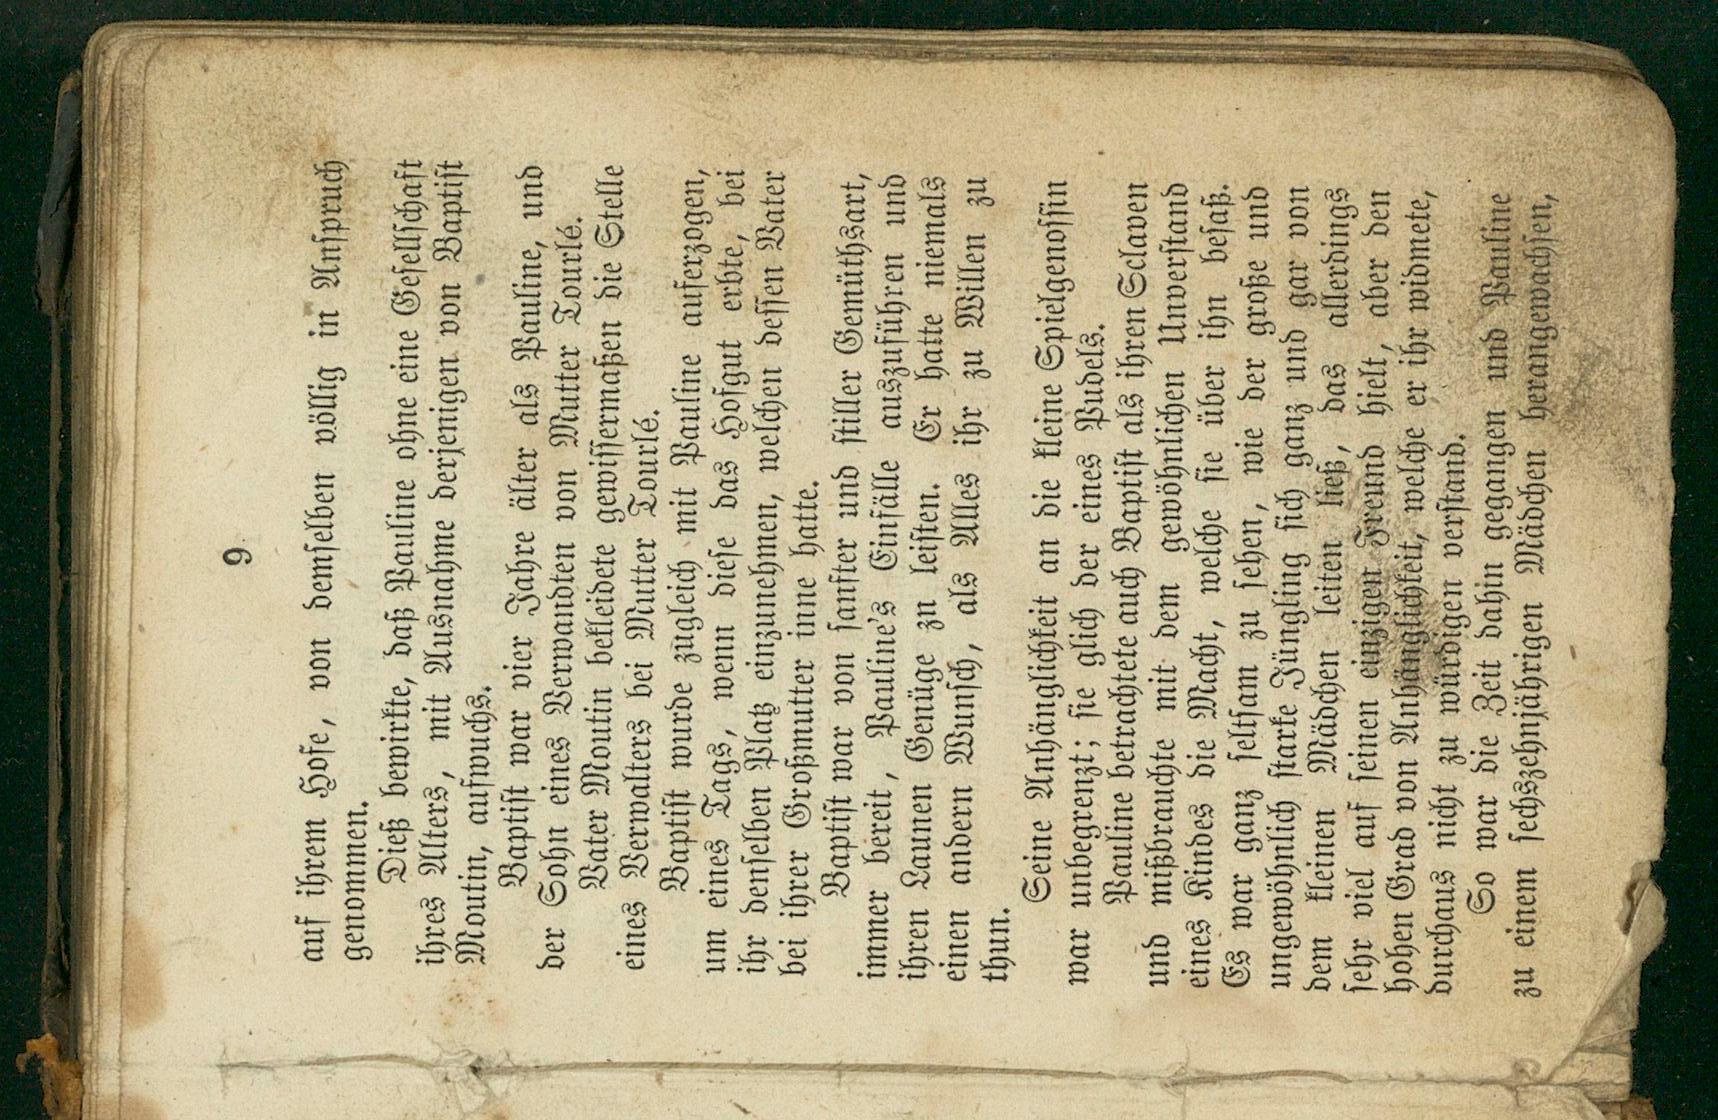 9
auf ihrem Hofe, von demselben völlig in Anspruch
genommen.
Dieß bewirkte, daß Pauline ohne eine Gesellschaft
ihres Alters, mit Ausnahme derjenigen von Baptist
Moutin, aufwuchs.
Baptist war vier Jahre älter als Pauline, und
der Sohn eines Verwandten von Mutter Tourlé.
Vater Moutin bekleidete gewissermaßen die Stelle
eines Verwalters bei Mutter Tourlé.
Baptist wurde zugleich mit Pauline auferzogen,
um eines Tags, wenn diese das Hofgut erbte, bei
ihr denselben Platz einzunehmen, welchen dessen Vater
bei ihrer Großmutter inne hatte.
Baptist war von sanfter und stiller Gemüthsart,
immer bereit, Pauline's Einfälle auszuführen und
ihren Launen Genüge zu leisten. Er hatte niemals
einen andern Wunsch, als Alles ihr zu Willen zu
thun.
Seine Anhänglichkeit an die kleine Spielgenossin
war unbegrenzt; sie glich der eines Pudels.
Pauline betrachtete auch Baptist als ihren Sclaven
und mißbrauchte mit dem gewöhnlichen Unverstand
eines Kindes die Macht, welche sie über ihn besaß.
Es war ganz seltsam zu sehen, wie der große und
ungewöhnlich starke Jüngling sich ganz und gar von
dem kleinen Mädchen leiten ließ, das allerdings
sehr viel auf seinen einzigen Freund hielt, aber den
hohen Grad von Anhänglichkeit, welche er ihr widmete,
durchaus nicht zu würdigen verstand.
So war die Zeit dahin gegangen und Pauline
zu einem sechszehnjährigen Mädchen herangewachsen,